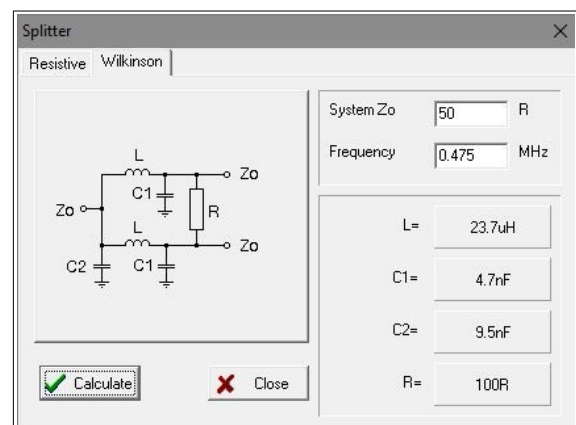 Splitter
Resistive Wilkinson
L
Zo
C1
R
Zo
L
Zo
C2
C1
System Zo 50 R
Frequency 0.475 MHz
L= 23.7uH
C1= 4.7nF
C2= 9.5nF
R= 100R
Calculate Close